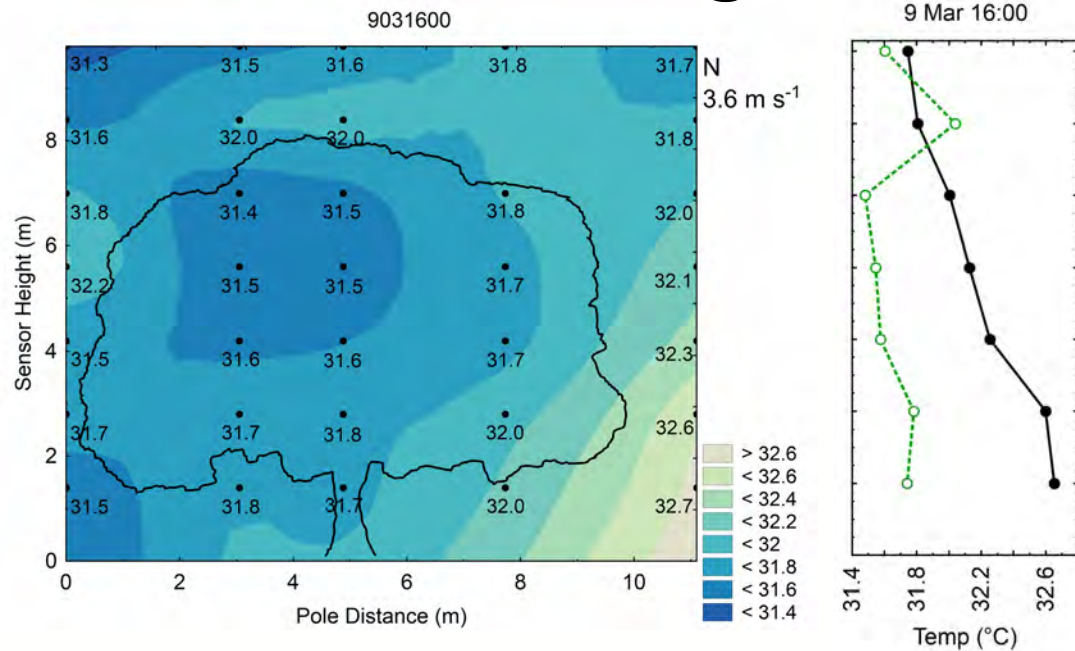 9031600
9 Mar 16:00
31.3 31.5 31.6 31.8 31.7
N
3.6 m s⁻¹
8
31.6 32.0 32.0 31.8
31.8 31.4 31.5 31.8 32.0
6
32.2 31.5 31.5 31.7 32.1
4
31.5 31.6 31.6 31.7 32.3
31.7 31.7 31.8 32.0 32.6
2
31.5 31.8 31.7 32.0 32.7
0
Sensor Height (m)
> 32.6
< 32.6
< 32.4
< 32.2
< 32
< 31.8
< 31.6
< 31.4
0 2 4 6 8 10
Pole Distance (m)
31.4 31.8 32.2 32.6
Temp (°C)